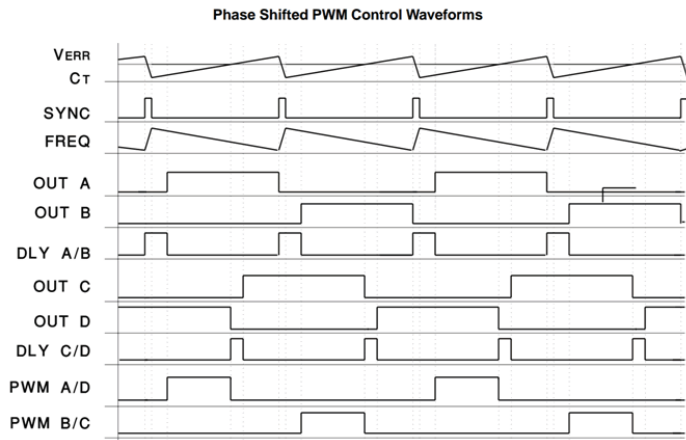 Phase Shifted PWM Control Waveforms
VERR
CT
SYNC
FREQ
OUT A
OUT B
DLY A/B
OUT C
OUT D
DLY C/D
PWM A/D
PWM B/C